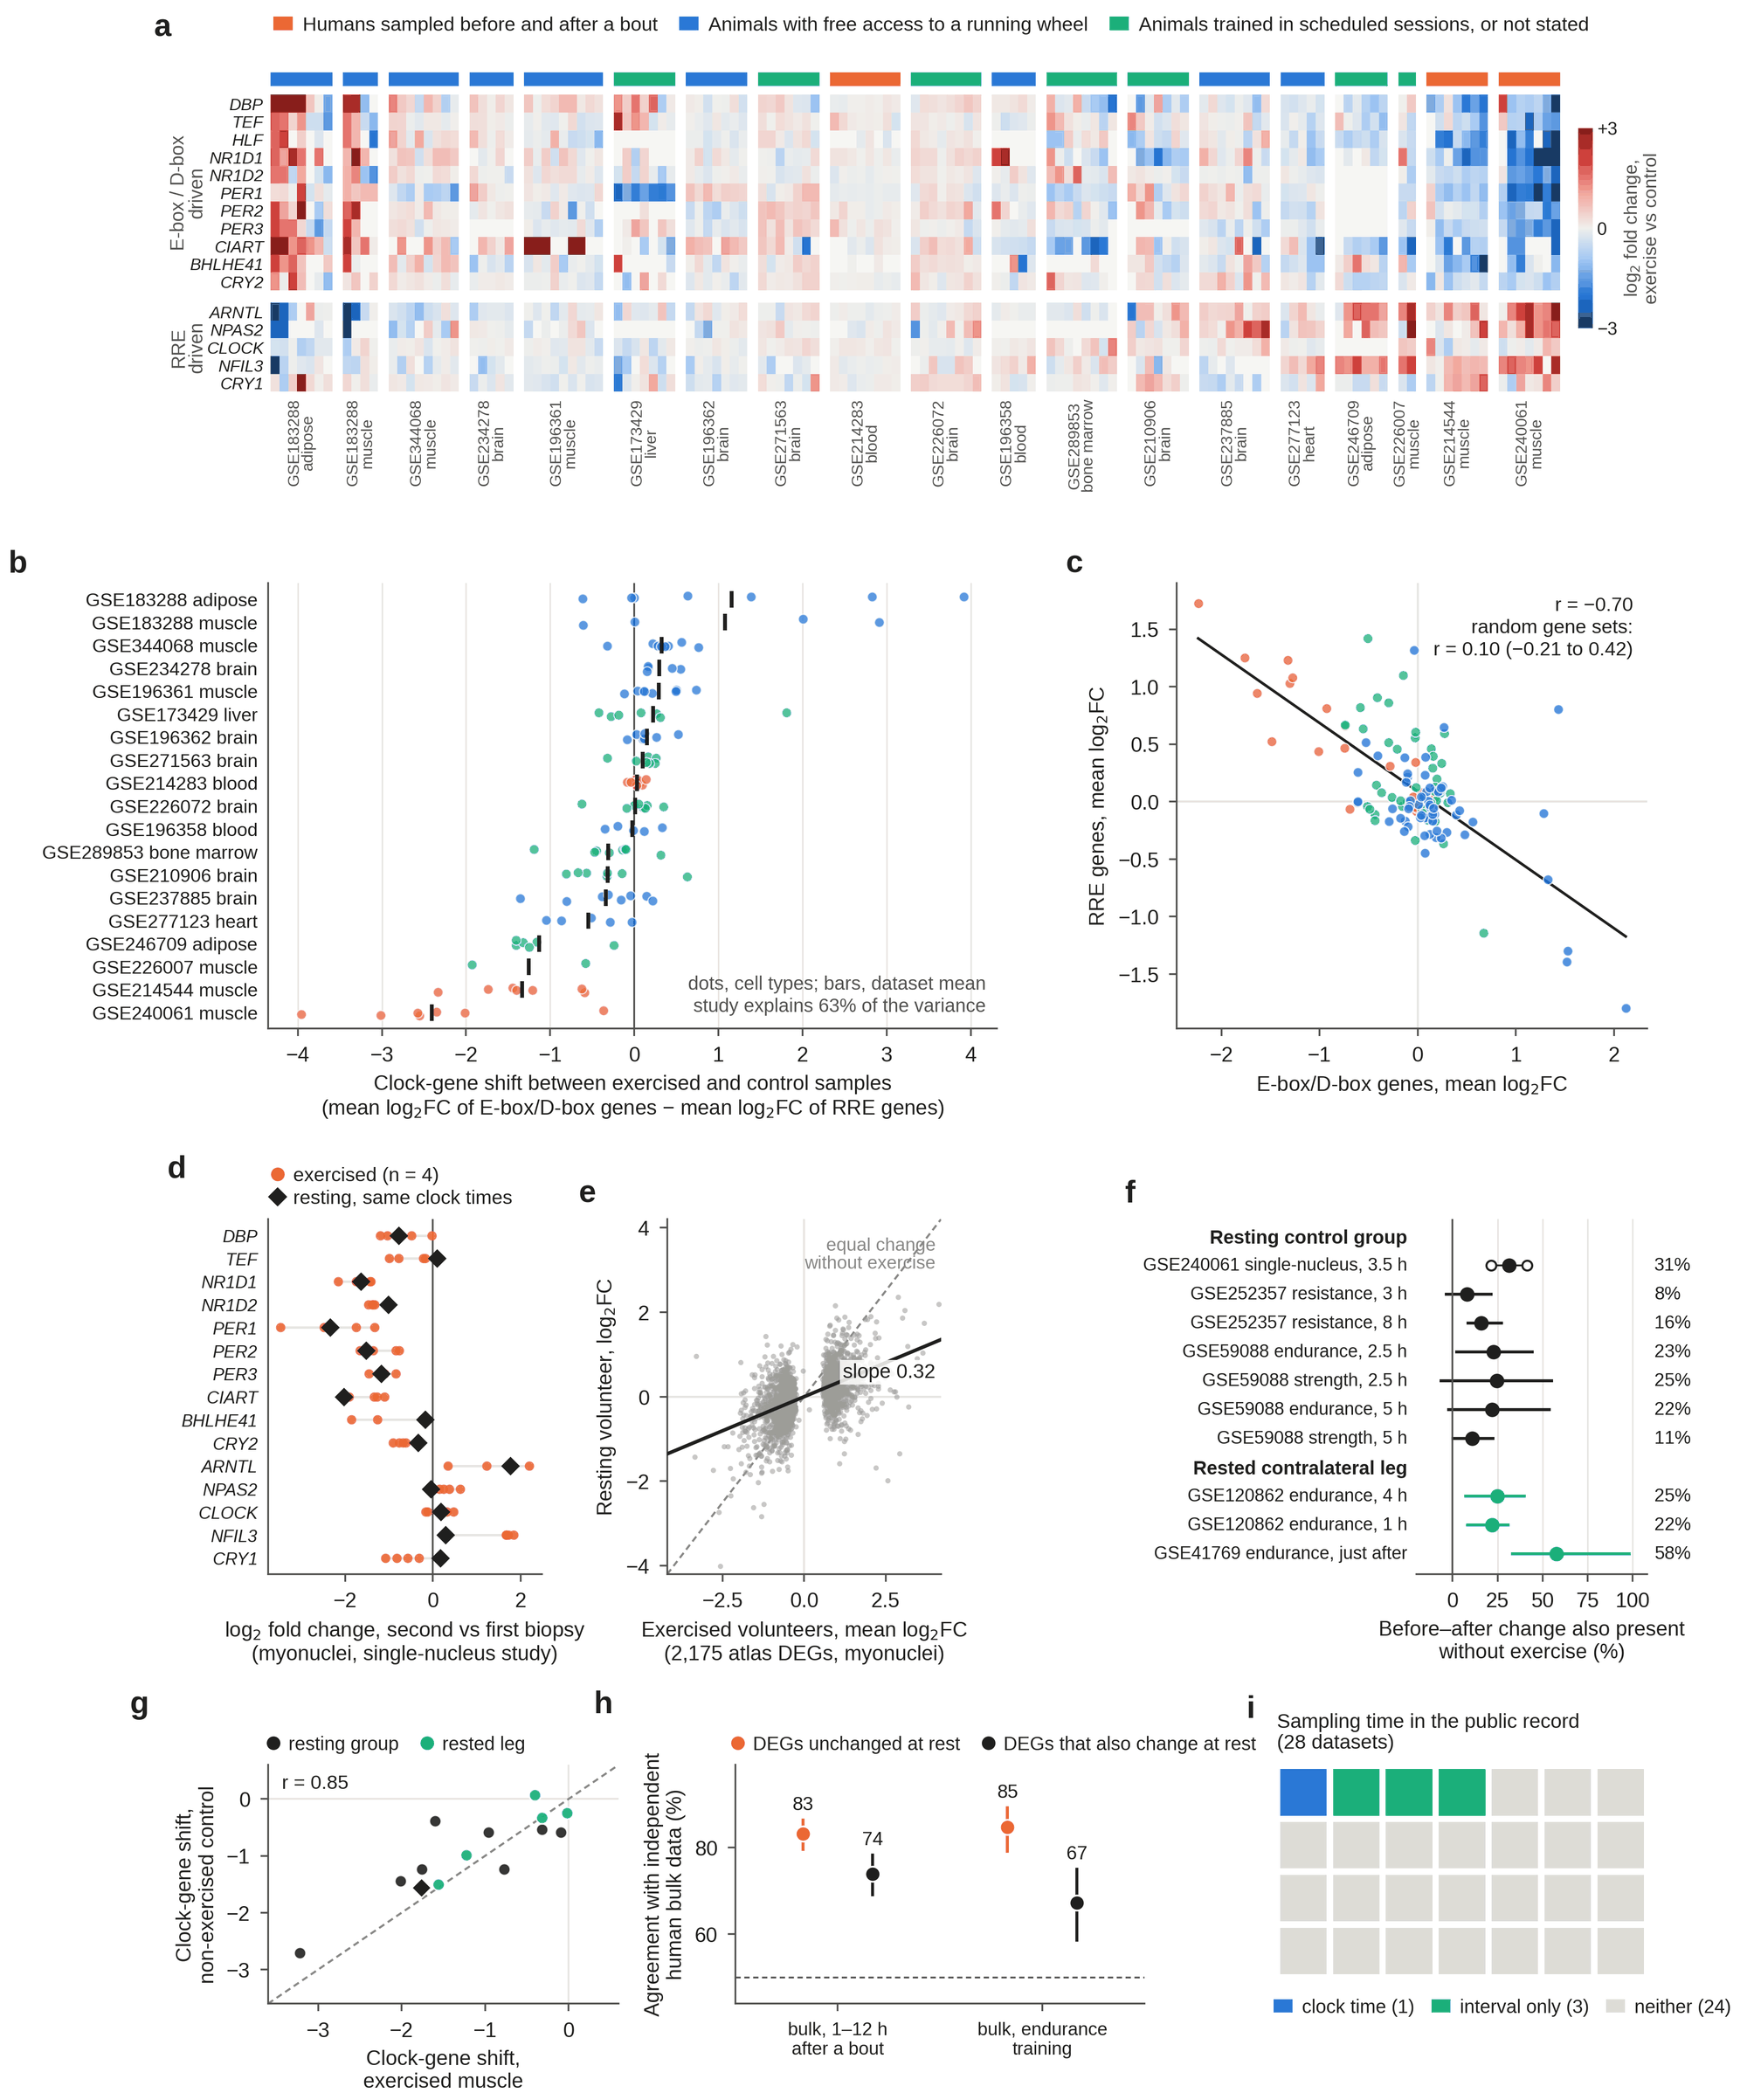 a
Humans sampled before and after a bout
Animals with free access to a running wheel
Animals trained in scheduled sessions, or not stated
E-box / D-box
driven
DBP
TEF
HLF
NR1D1
NR1D2
PER1
PER2
PER3
CIART
BHLHE41
CRY2
RRE
driven
ARNTL
NPAS2
CLOCK
NFIL3
CRY1
+3
0
−3
log2 fold change,
exercise vs control
GSE183288
adipose
GSE183288
muscle
GSE344068
muscle
GSE234278
brain
GSE196361
muscle
GSE173429
liver
GSE196362
brain
GSE271563
brain
GSE214283
blood
GSE226072
brain
GSE196358
blood
GSE289853
bone marrow
GSE210906
brain
GSE237885
brain
GSE277123
heart
GSE246709
adipose
GSE226007
muscle
GSE214544
muscle
GSE240061
muscle
b
GSE183288 adipose
GSE183288 muscle
GSE344068 muscle
GSE234278 brain
GSE196361 muscle
GSE173429 liver
GSE196362 brain
GSE271563 brain
GSE214283 blood
GSE226072 brain
GSE196358 blood
GSE289853 bone marrow
GSE210906 brain
GSE237885 brain
GSE277123 heart
GSE246709 adipose
GSE226007 muscle
GSE214544 muscle
GSE240061 muscle
dots, cell types; bars, dataset mean
study explains 63% of the variance
−4 −3 −2 −1 0 1 2 3 4
Clock-gene shift between exercised and control samples
(mean log2FC of E-box/D-box genes − mean log2FC of RRE genes)
c
r = −0.70
random gene sets:
r = 0.10 (−0.21 to 0.42)
RRE genes, mean log2FC
1.5
1.0
0.5
0.0
−0.5
−1.0
−1.5
−2 −1 0 1 2
E-box/D-box genes, mean log2FC
d
exercised (n = 4)
resting, same clock times
DBP
TEF
NR1D1
NR1D2
PER1
PER2
PER3
CIART
BHLHE41
CRY2
ARNTL
NPAS2
CLOCK
NFIL3
CRY1
−2 0 2
log2 fold change, second vs first biopsy
(myonuclei, single-nucleus study)
e
Resting volunteer, log2FC
4
2
0
−2
−4
equal change
without exercise
slope 0.32
−2.5 0.0 2.5
Exercised volunteers, mean log2FC
(2,175 atlas DEGs, myonuclei)
f
Resting control group
GSE240061 single-nucleus, 3.5 h 31%
GSE252357 resistance, 3 h 8%
GSE252357 resistance, 8 h 16%
GSE59088 endurance, 2.5 h 23%
GSE59088 strength, 2.5 h 25%
GSE59088 endurance, 5 h 22%
GSE59088 strength, 5 h 11%
Rested contralateral leg
GSE120862 endurance, 4 h 25%
GSE120862 endurance, 1 h 22%
GSE41769 endurance, just after 58%
0 25 50 75 100
Before–after change also present
without exercise (%)
g
resting group
rested leg
r = 0.85
Clock-gene shift,
non-exercised control
0
−1
−2
−3
−3 −2 −1 0
Clock-gene shift,
exercised muscle
h
DEGs unchanged at rest
DEGs that also change at rest
Agreement with independent
human bulk data (%)
80
60
83
74
85
67
bulk, 1–12 h
after a bout
bulk, endurance
training
i
Sampling time in the public record
(28 datasets)
clock time (1)
interval only (3)
neither (24)